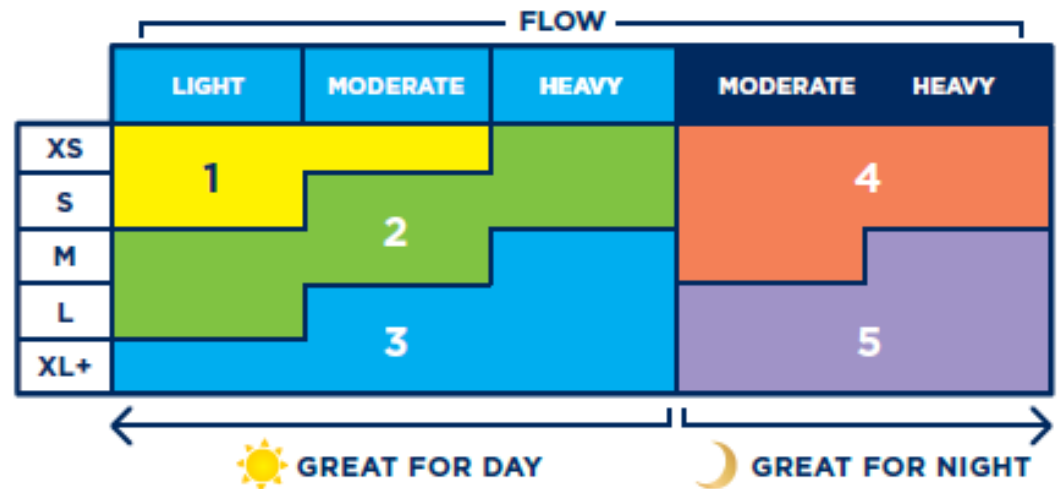 FLOW
LIGHT MODERATE HEAVY MODERATE HEAVY
XS
1 4
S
2
M
L
3 5
XL+
GREAT FOR DAY GREAT FOR NIGHT